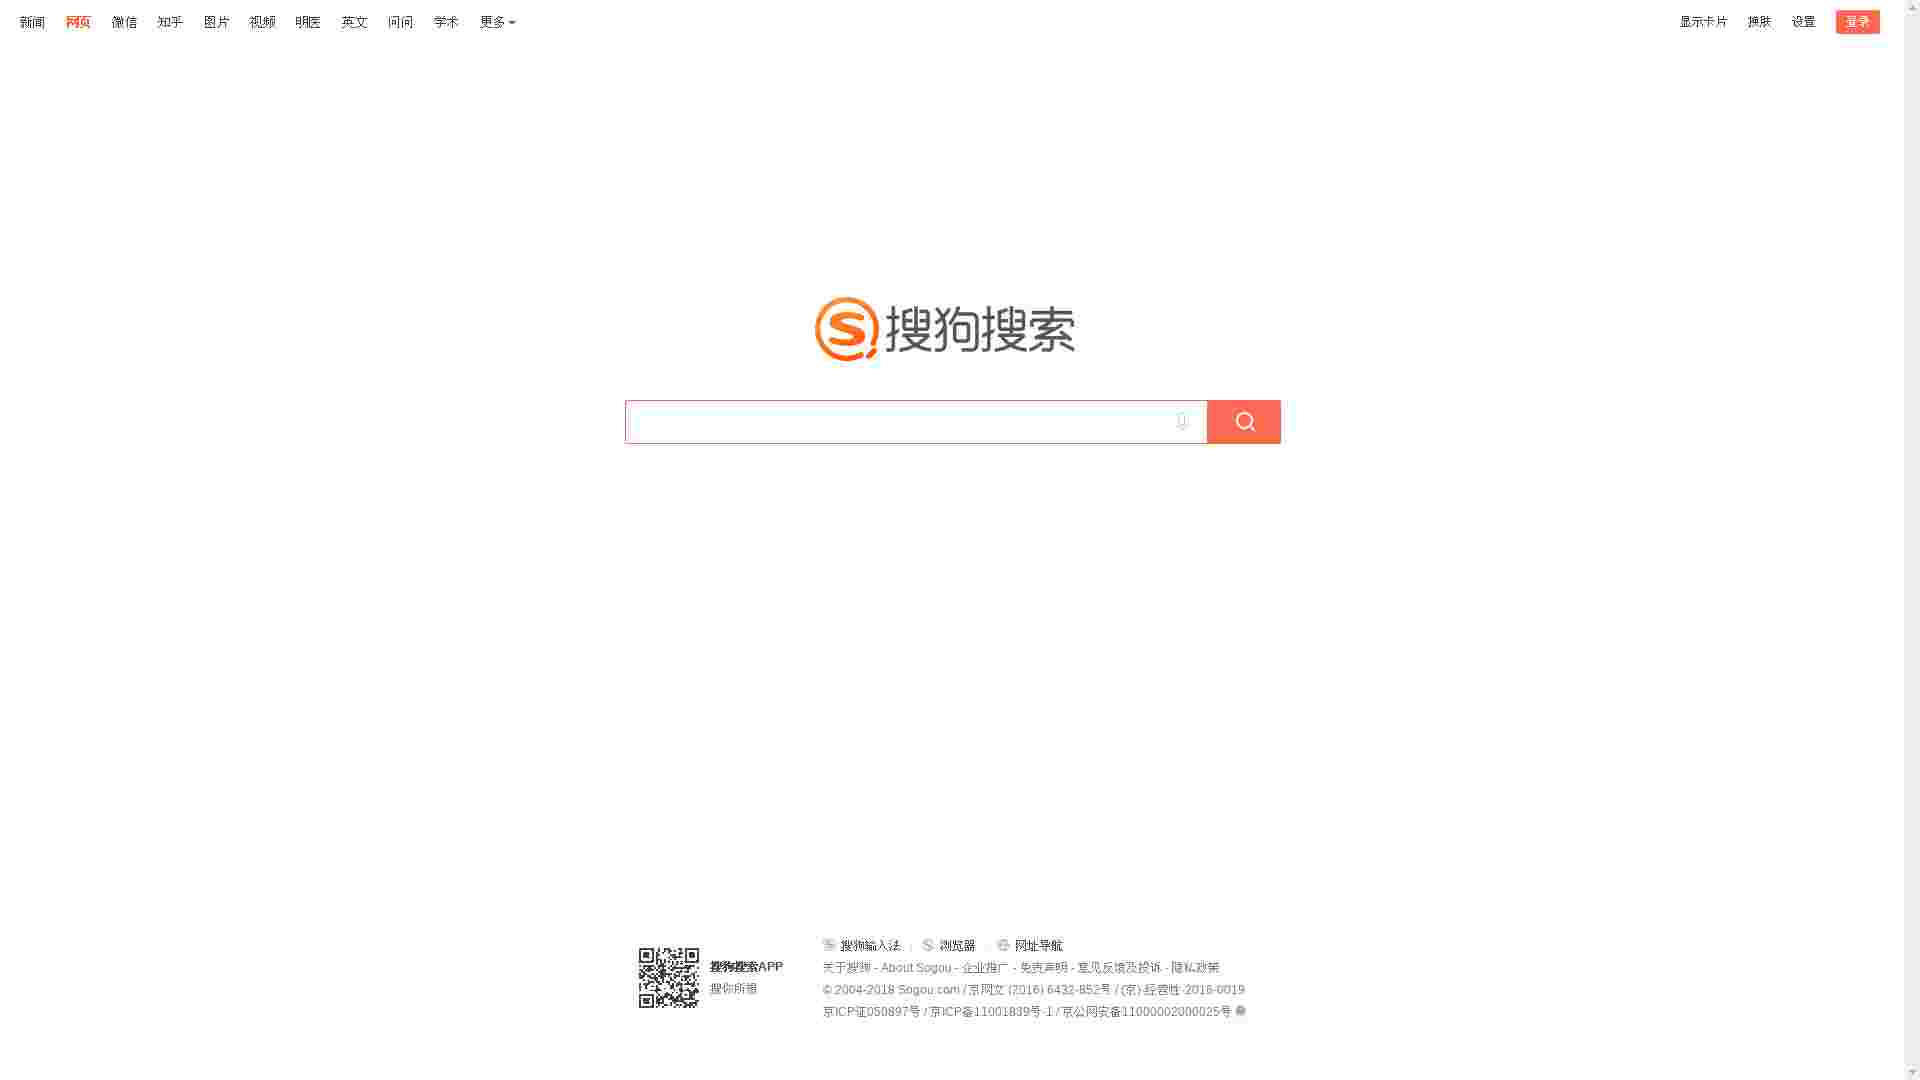 新闻 网页 微信 知乎 图片 视频 明医 英文 问问 学术 更多
显示卡片 换肤 设置 登录
搜狗搜索
搜狗输入法 浏览器 网址导航
搜狗搜索APP
搜你所想
关于搜狗 - About Sogou - 企业推广 - 免责声明 - 意见反馈及投诉 - 隐私政策
© 2004-2018 Sogou.com / 京网文 (2016) 6432-852号 / (京)-经营性-2018-0019
京ICP证050897号 / 京ICP备11001839号-1 / 京公网安备11000002000025号